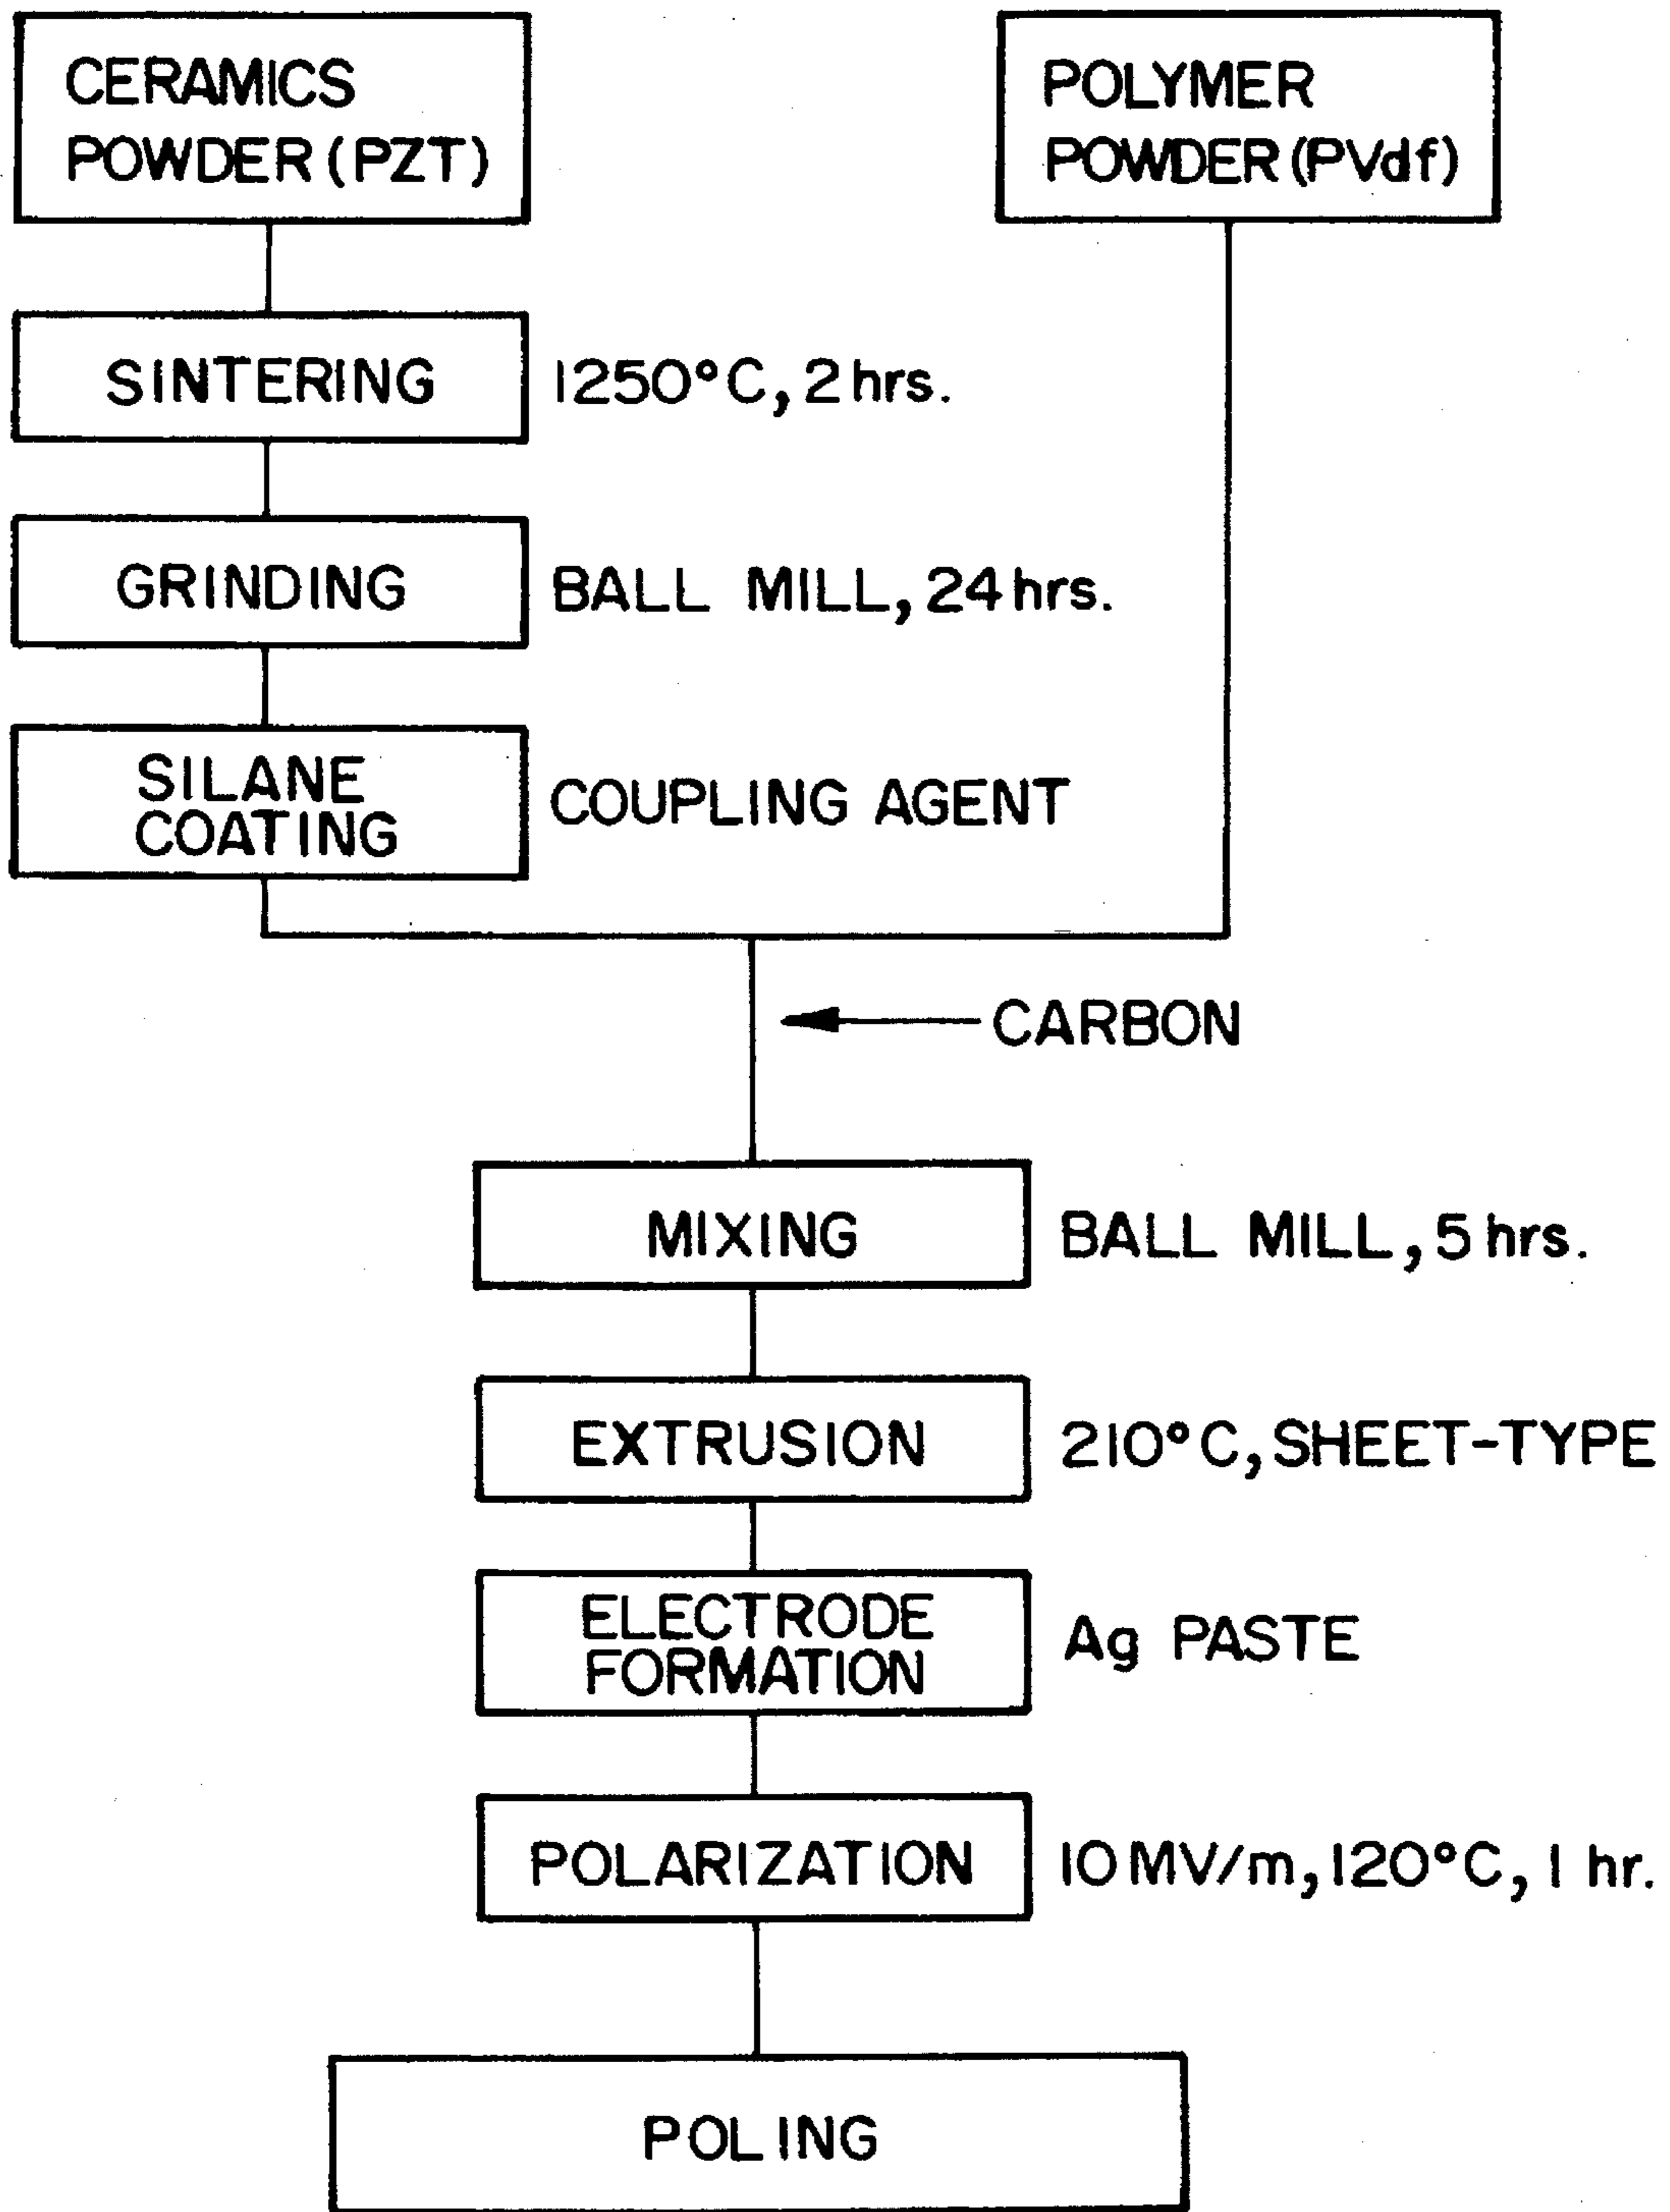 CERAMICS
POWDER (PZT)
POLYMER
POWDER (PVdf)
SINTERING
1250°C, 2 hrs.
GRINDING
BALL MILL, 24 hrs.
SILANE
COATING
COUPLING AGENT
CARBON
MIXING
BALL MILL, 5 hrs.
EXTRUSION
210°C, SHEET-TYPE
ELECTRODE
FORMATION
Ag PASTE
POLARIZATION
10 MV/m, 120°C, 1 hr.
POLING